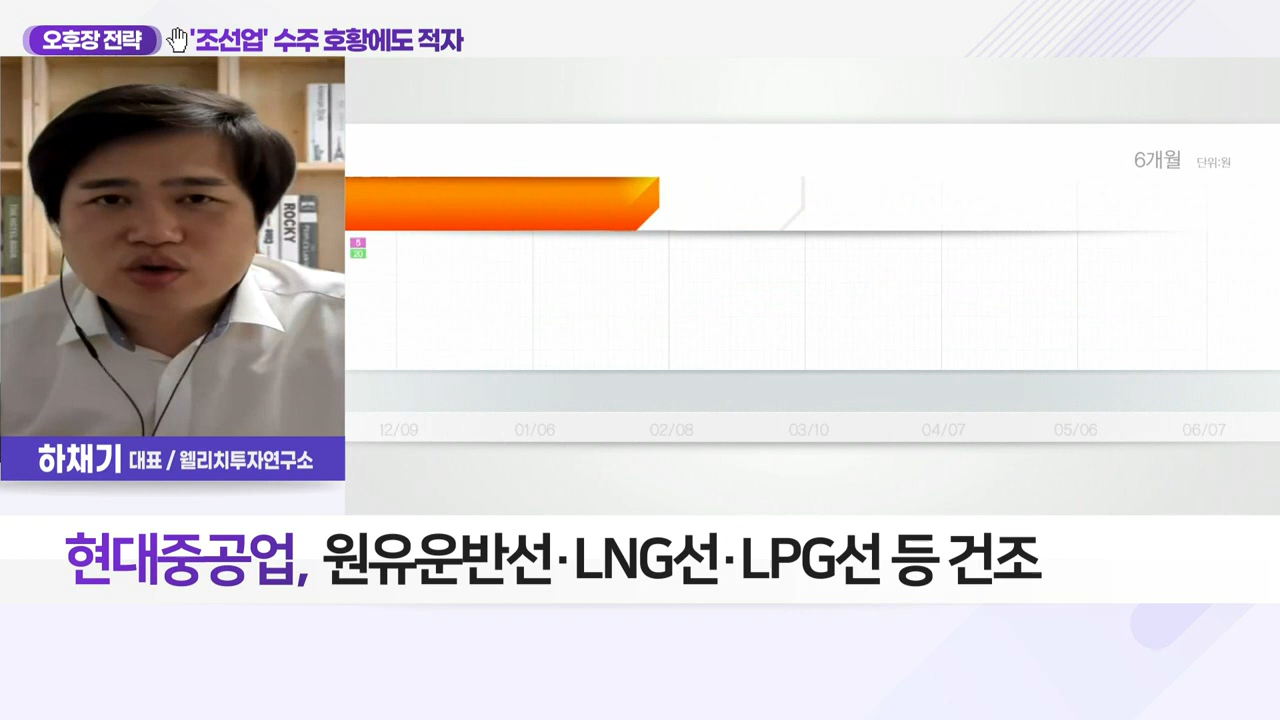 오후장 전략
'조선업' 수주 호황에도 적자
6개월 단위:원
5
20
ROCKY
12/09 01/06 02/08 03/10 04/07 05/06 06/07
하채기 대표 / 웰리치투자연구소
현대중공업, 원유운반선·LNG선·LPG선 등 건조